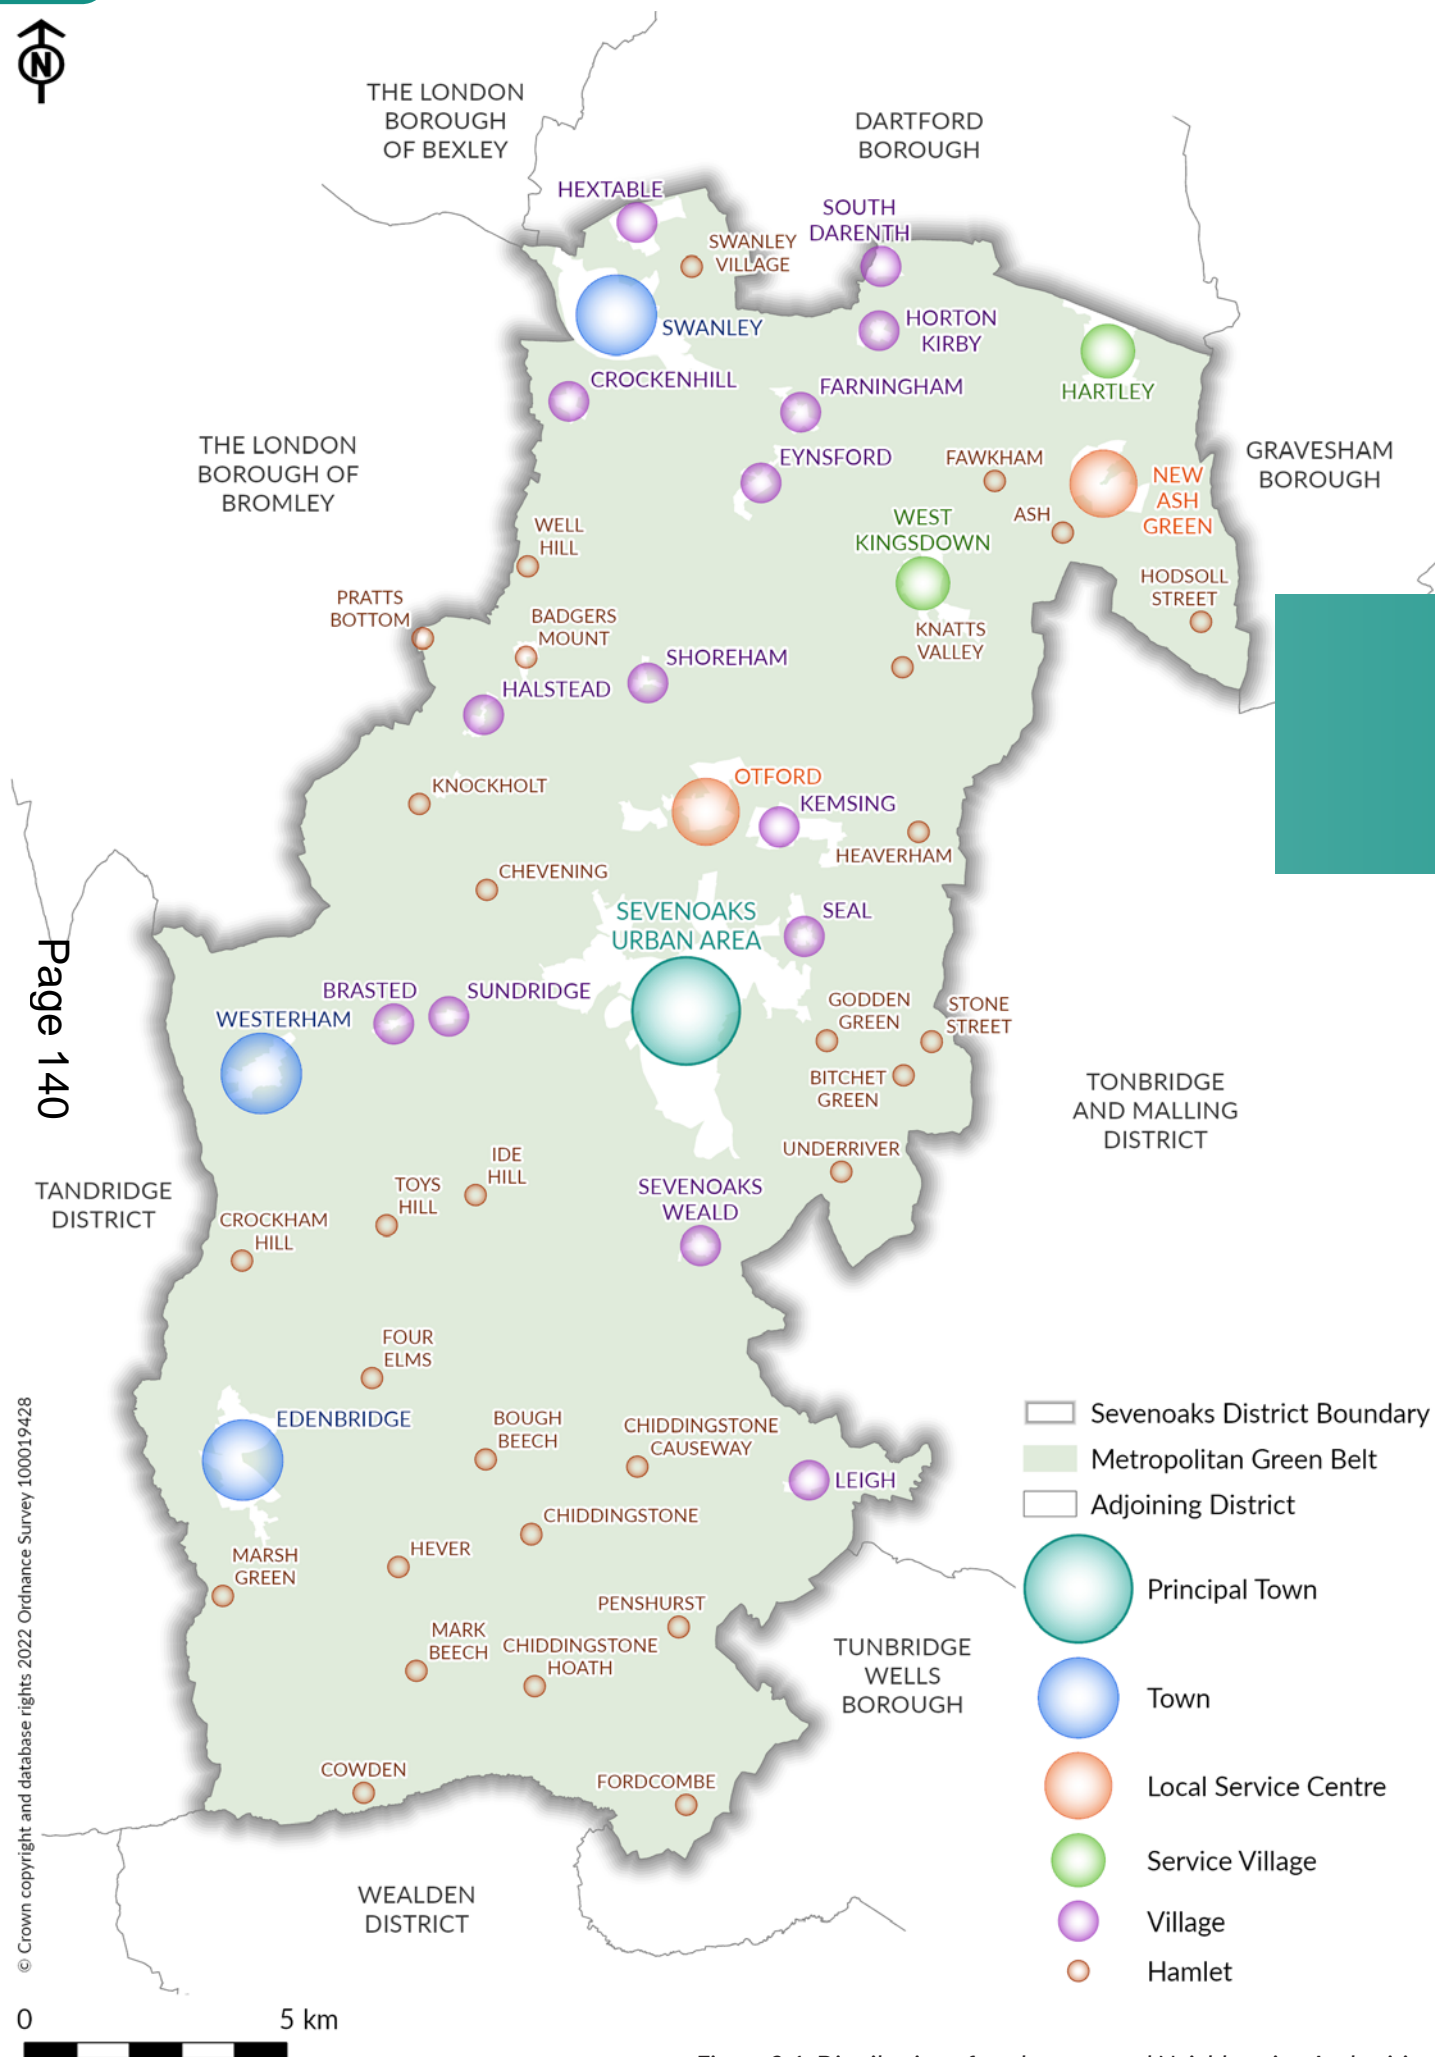 N
THE LONDON
BOROUGH
OF BEXLEY
DARTFORD
BOROUGH
HEXTABLE
SOUTH
DARENTH
SWANLEY
VILLAGE
SWANLEY
HORTON
KIRBY
HARTLEY
CROCKENHILL
FARNINGHAM
THE LONDON
BOROUGH OF
BROMLEY
EYNSFORD
FAWKHAM
GRAVESHAM
BOROUGH
NEW
ASH
GREEN
ASH
WEST
KINGSDOWN
WELL
HILL
HODSOLL
STREET
PRATTS
BOTTOM
BADGERS
MOUNT
KNATTS
VALLEY
SHOREHAM
HALSTEAD
OTFORD
KNOCKHOLT
KEMSING
HEAVERHAM
CHEVENING
SEVENOAKS
URBAN AREA
SEAL
Page 140
BRASTED
SUNDRIDGE
WESTERHAM
GODDEN
GREEN
STONE
STREET
BITCHET
GREEN
TONBRIDGE
AND MALLING
DISTRICT
UNDERRIVER
IDE
HILL
TOYS
HILL
SEVENOAKS
WEALD
TANDRIDGE
DISTRICT
CROCKHAM
HILL
FOUR
ELMS
EDENBRIDGE
BOUGH
BEECH
CHIDDINGSTONE
CAUSEWAY
LEIGH
CHIDDINGSTONE
HEVER
MARSH
GREEN
PENSHURST
MARK
BEECH
CHIDDINGSTONE
HOATH
TUNBRIDGE
WELLS
BOROUGH
COWDEN
FORDCOMBE
WEALDEN
DISTRICT
Sevenoaks District Boundary
Metropolitan Green Belt
Adjoining District
Principal Town
Town
Local Service Centre
Service Village
Village
Hamlet
© Crown copyright and database rights 2022 Ordnance Survey 100019428
0 5 km